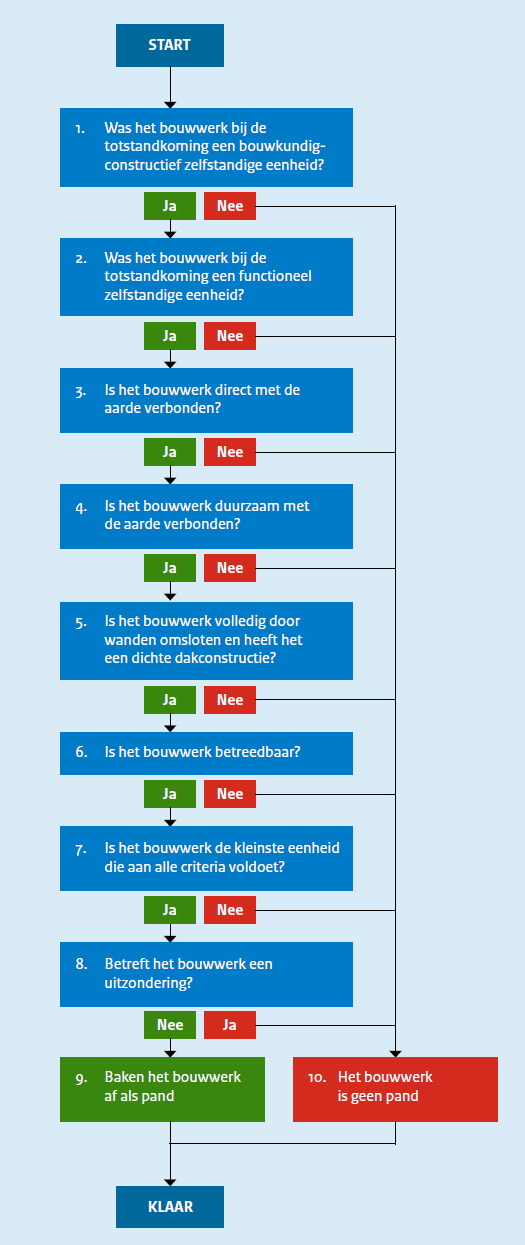 START
1. Was het bouwwerk bij de
totstandkoming een bouwkundig-
constructief zelfstandige eenheid?
Ja Nee
2. Was het bouwwerk bij de
totstandkoming een functioneel
zelfstandige eenheid?
Ja Nee
3. Is het bouwwerk direct met de
aarde verbonden?
Ja Nee
4. Is het bouwwerk duurzaam met
de aarde verbonden?
Ja Nee
5. Is het bouwwerk volledig door
wanden omsloten en heeft het
een dichte dakconstructie?
Ja Nee
6. Is het bouwwerk betreedbaar?
Ja Nee
7. Is het bouwwerk de kleinste eenheid
die aan alle criteria voldoet?
Ja Nee
8. Betreft het bouwwerk een
uitzondering?
Nee Ja
9. Baken het bouwwerk
af als pand
10. Het bouwwerk
is geen pand
KLAAR